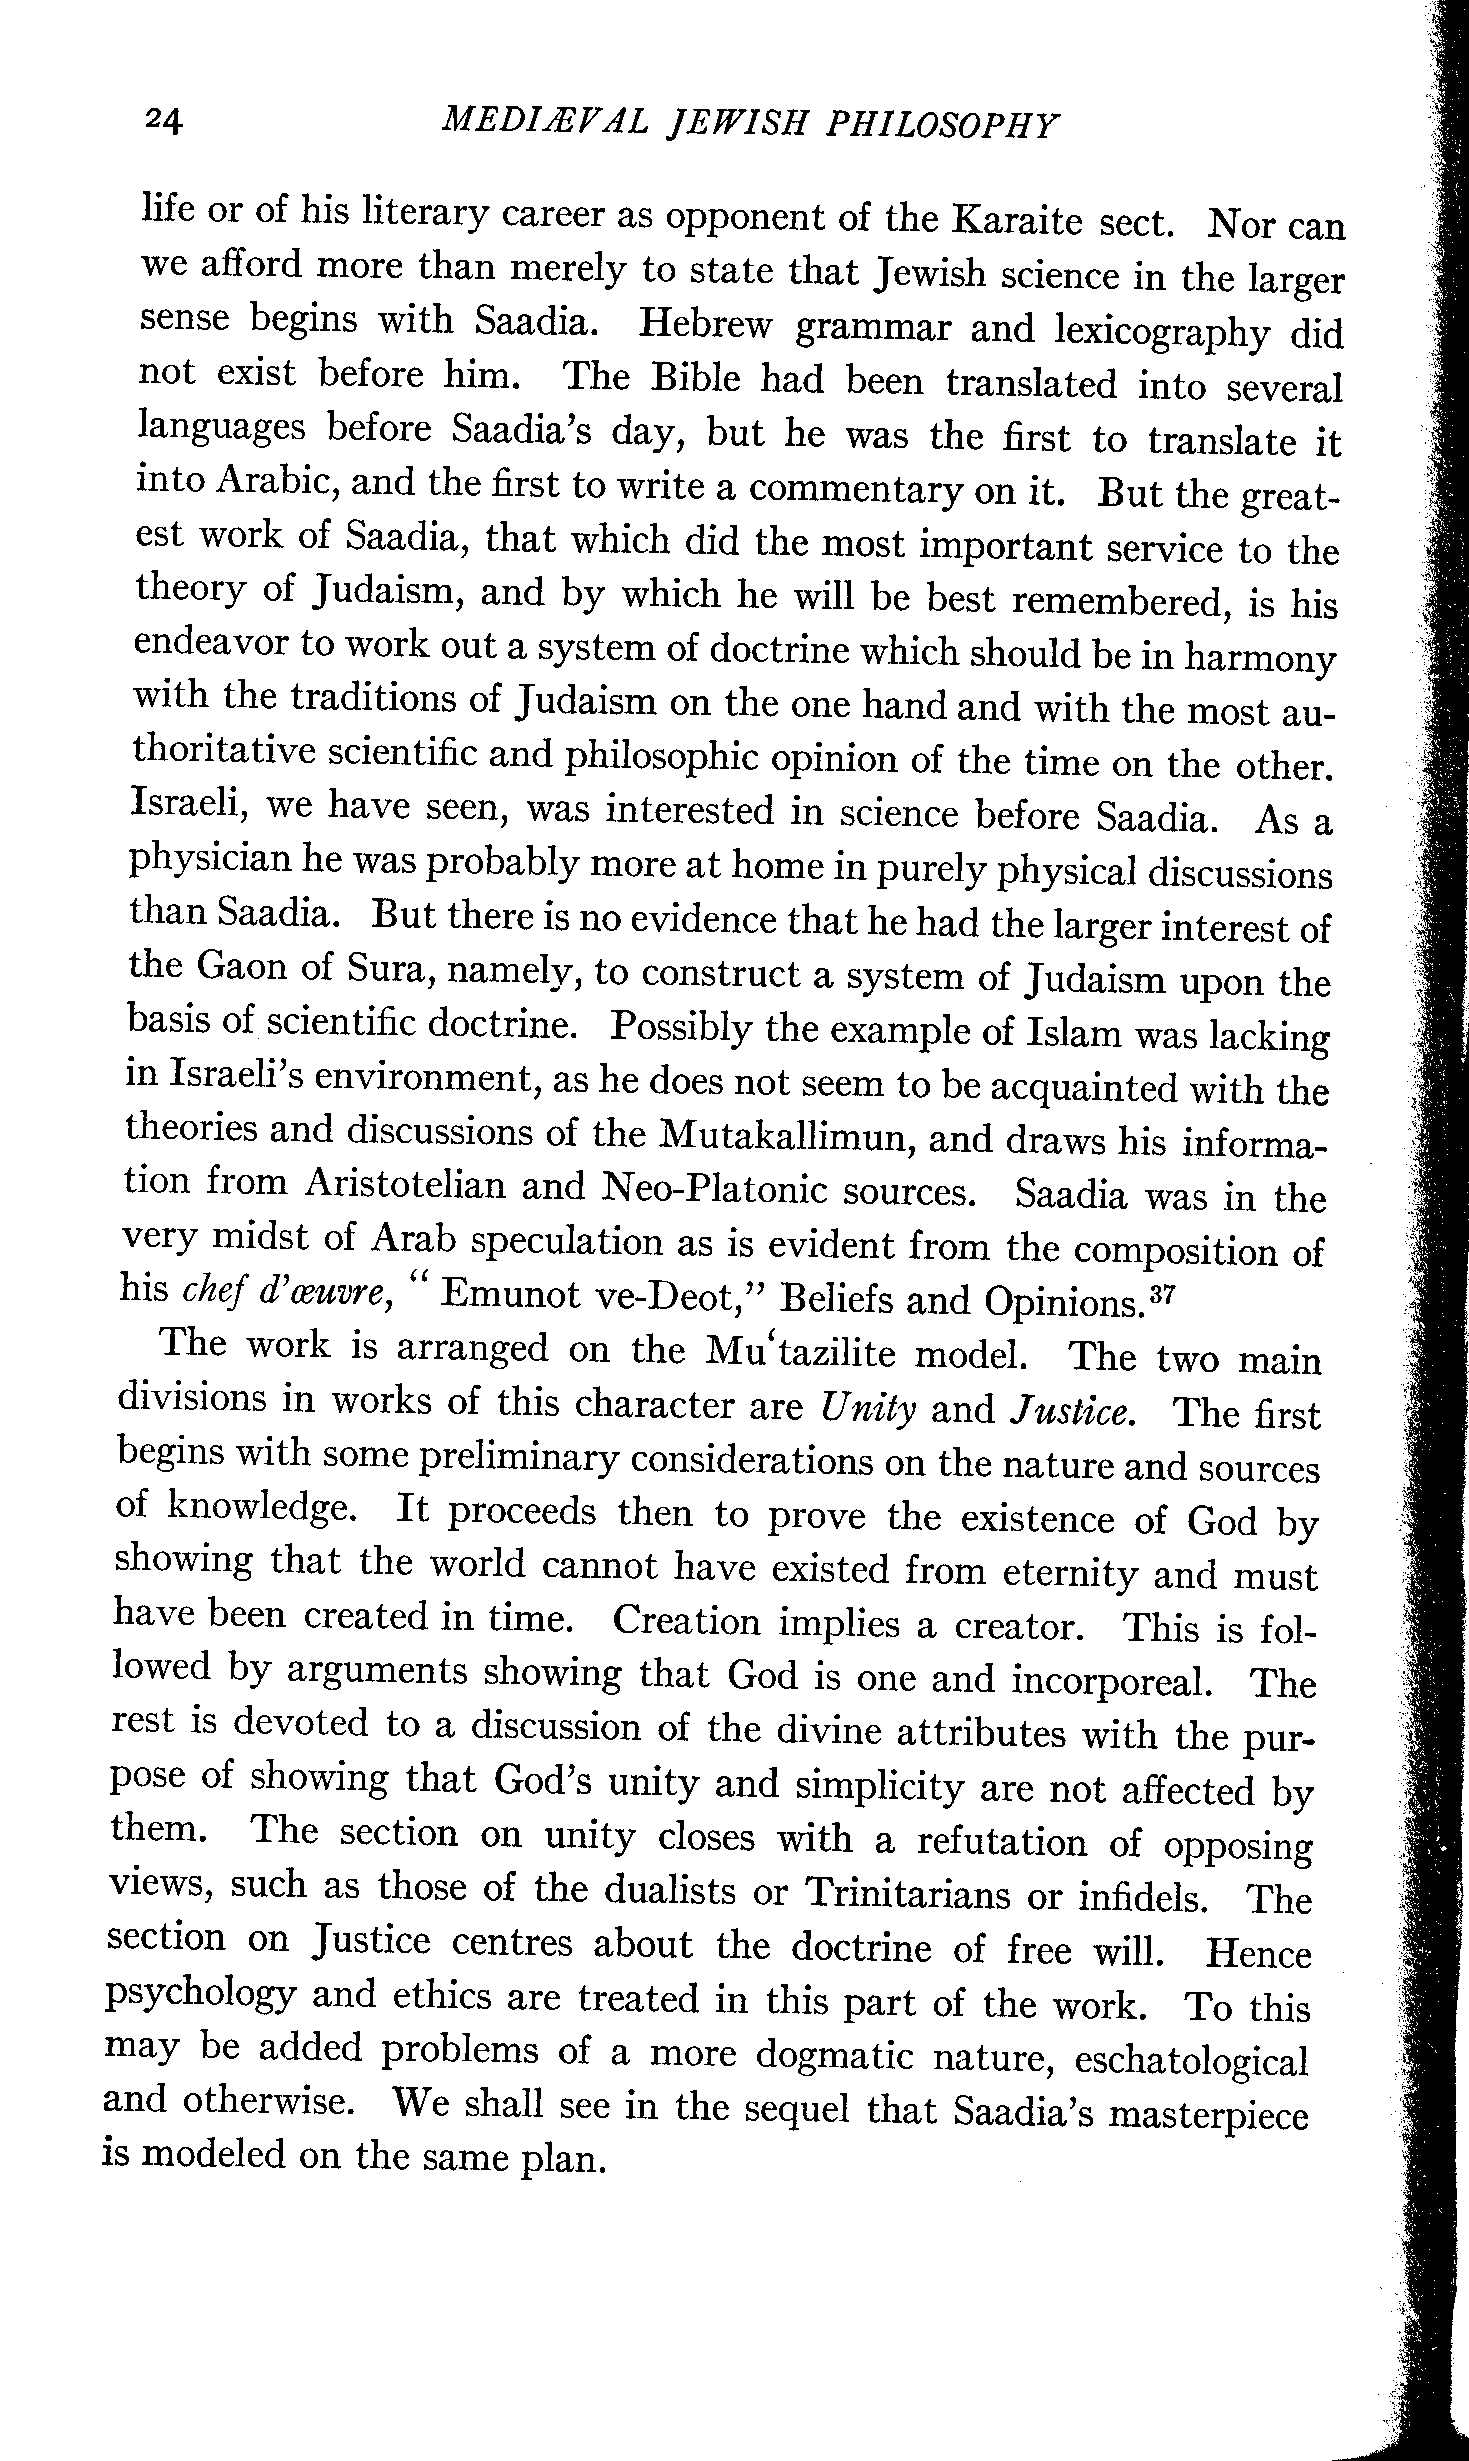 24 MEDIÆVAL JEWISH PHILOSOPHY
life or of his literary career as opponent of the Karaite sect. Nor can
we afford more than merely to state that Jewish science in the larger
sense begins with Saadia. Hebrew grammar and lexicography did
not exist before him. The Bible had been translated into several
languages before Saadia's day, but he was the first to translate it
into Arabic, and the first to write a commentary on it. But the great-
est work of Saadia, that which did the most important service to the
theory of Judaism, and by which he will be best remembered, is his
endeavor to work out a system of doctrine which should be in harmony
with the traditions of Judaism on the one hand and with the most au-
thoritative scientific and philosophic opinion of the time on the other.
Israeli, we have seen, was interested in science before Saadia. As a
physician he was probably more at home in purely physical discussions
than Saadia. But there is no evidence that he had the larger interest of
the Gaon of Sura, namely, to construct a system of Judaism upon the
basis of scientific doctrine. Possibly the example of Islam was lacking
in Israeli's environment, as he does not seem to be acquainted with the
theories and discussions of the Mutakallimun, and draws his informa-
tion from Aristotelian and Neo-Platonic sources. Saadia was in the
very midst of Arab speculation as is evident from the composition of
his chef d'œuvre, "Emunot ve-Deot," Beliefs and Opinions.³⁷
The work is arranged on the Mu‘tazilite model. The two main
divisions in works of this character are Unity and Justice. The first
begins with some preliminary considerations on the nature and sources
of knowledge. It proceeds then to prove the existence of God by
showing that the world cannot have existed from eternity and must
have been created in time. Creation implies a creator. This is fol-
lowed by arguments showing that God is one and incorporeal. The
rest is devoted to a discussion of the divine attributes with the pur-
pose of showing that God's unity and simplicity are not affected by
them. The section on unity closes with a refutation of opposing
views, such as those of the dualists or Trinitarians or infidels. The
section on Justice centres about the doctrine of free will. Hence
psychology and ethics are treated in this part of the work. To this
may be added problems of a more dogmatic nature, eschatological
and otherwise. We shall see in the sequel that Saadia's masterpiece
is modeled on the same plan.